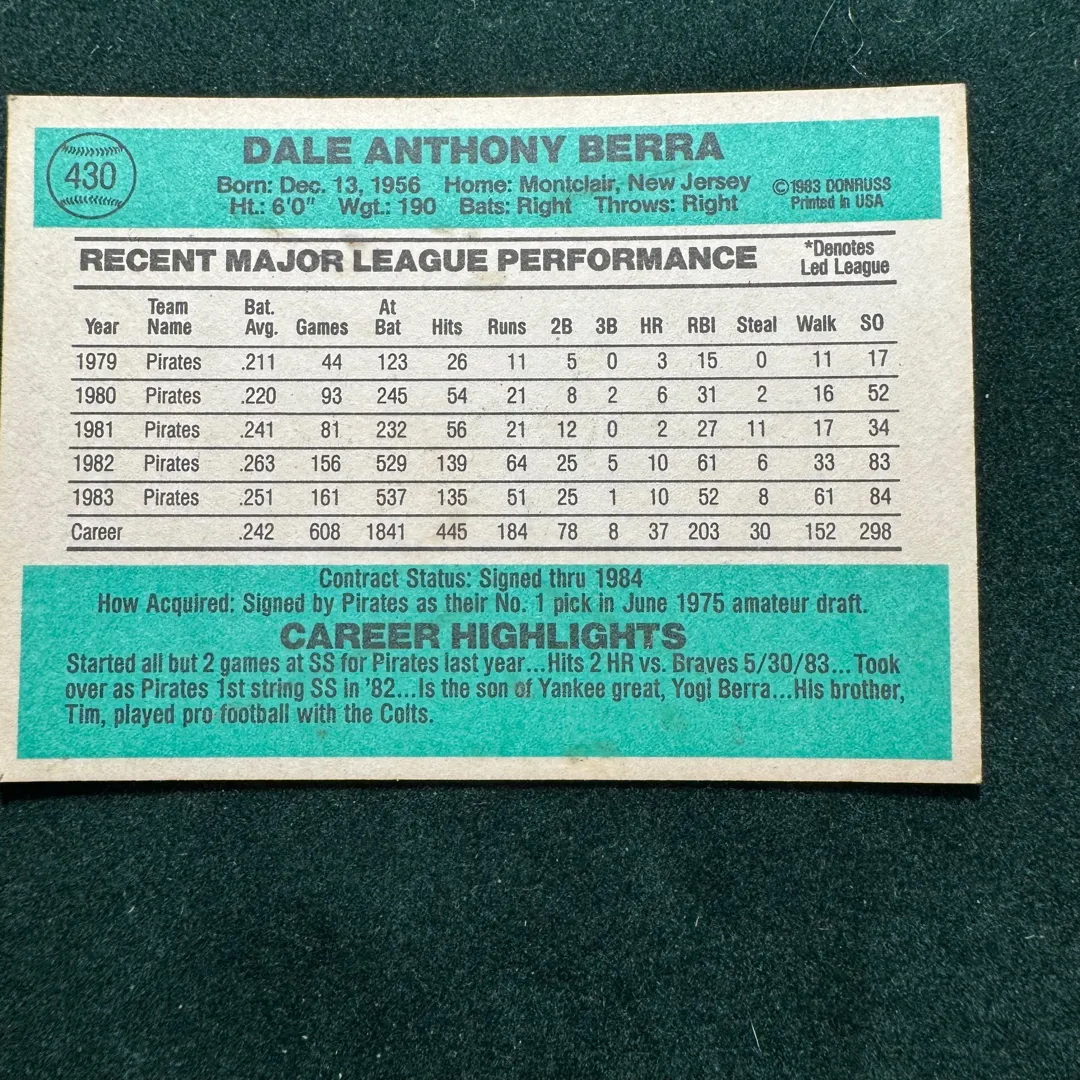 430
DALE ANTHONY BERRA
Born: Dec. 13, 1956 Home: Montclair, New Jersey
Ht.: 6'0" Wgt.: 190 Bats: Right Throws: Right
©1983 DONRUSS
Printed in USA
RECENT MAJOR LEAGUE PERFORMANCE
*Denotes
Led League
Year Team Name Bat. Avg. Games At Bat Hits Runs 2B 3B HR RBI Steal Walk SO
1979 Pirates .211 44 123 26 11 5 0 3 15 0 11 17
1980 Pirates .220 93 245 54 21 8 2 6 31 2 16 52
1981 Pirates .241 81 232 56 21 12 0 2 27 11 17 34
1982 Pirates .263 156 529 139 64 25 5 10 61 6 33 83
1983 Pirates .251 161 537 135 51 25 1 10 52 8 61 84
Career .242 608 1841 445 184 78 8 37 203 30 152 298
Contract Status: Signed thru 1984
How Acquired: Signed by Pirates as their No. 1 pick in June 1975 amateur draft.
CAREER HIGHLIGHTS
Started all but 2 games at SS for Pirates last year...Hits 2 HR vs. Braves 5/30/83...Took
over as Pirates 1st string SS in '82...Is the son of Yankee great, Yogi Berra...His brother,
Tim, played pro football with the Colts.